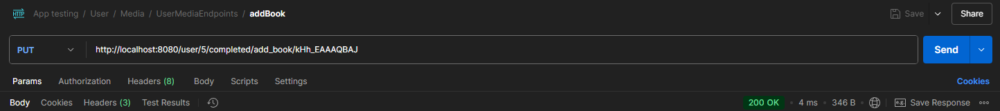 HTTP App testing / User / Media / UserMediaEndpoints / addBook Save Share
PUT http://localhost:8080/user/5/completed/add_book/kHh_EAAAQBAJ Send
Params Authorization Headers (8) Body Scripts Settings Cookies
Body Cookies Headers (3) Test Results 200 OK • 4 ms • 346 B • e.g. Save Response